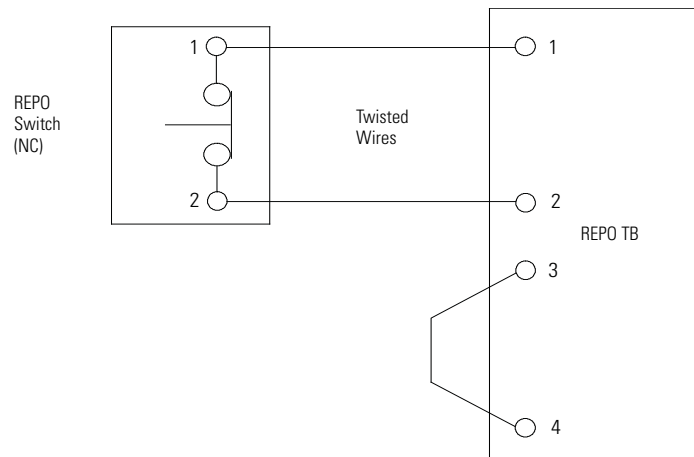 REPO
Switch
(NC)
1
2
Twisted
Wires
1
2
REPO TB
3
4